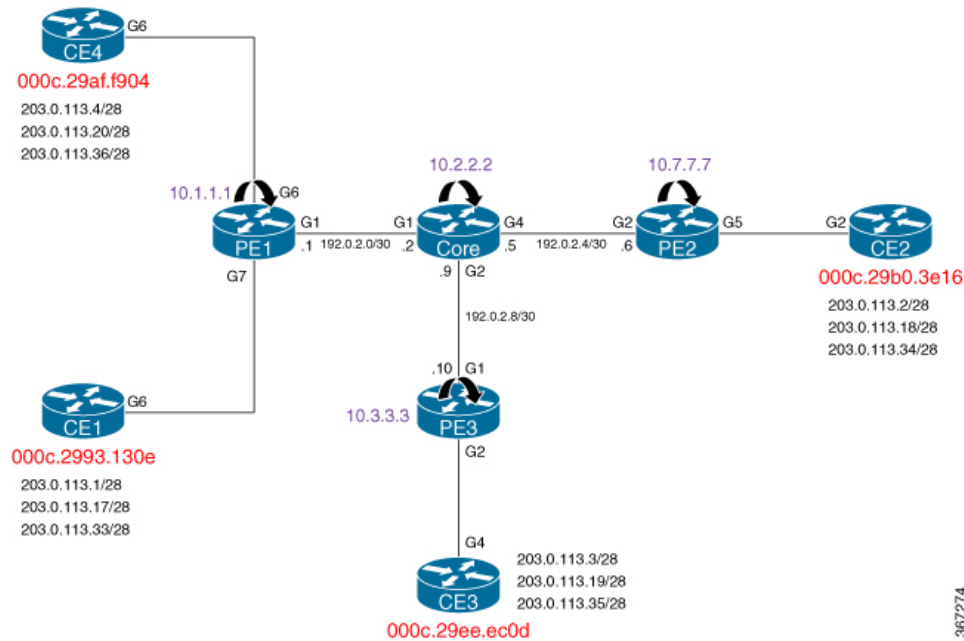 G6
CE4
000c.29af.f904
203.0.113.4/28
203.0.113.20/28
203.0.113.36/28
10.1.1.1
G6
PE1
G1
.1
192.0.2.0/30
G7
10.2.2.2
G1
.2
Core
G4
.5
.9
G2
192.0.2.4/30
10.7.7.7
G2
.6
PE2
G5
G2
CE2
000c.29b0.3e16
203.0.113.2/28
203.0.113.18/28
203.0.113.34/28
192.0.2.8/30
.10
G1
10.3.3.3
PE3
G2
G6
CE1
000c.2993.130e
203.0.113.1/28
203.0.113.17/28
203.0.113.33/28
G4
CE3
203.0.113.3/28
203.0.113.19/28
203.0.113.35/28
000c.29ee.ec0d
367274